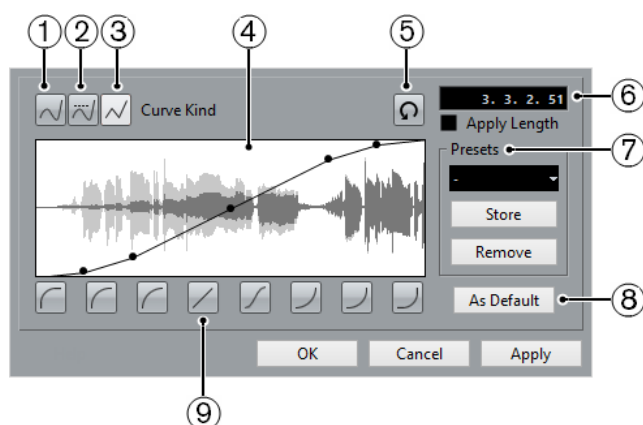 ① ② ③ ④ ⑤
Curve Kind
3. 3. 2. 51
⑥
Apply Length
Presets
⑦
-
Store
Remove
As Default
⑧
OK Cancel Apply
⑨